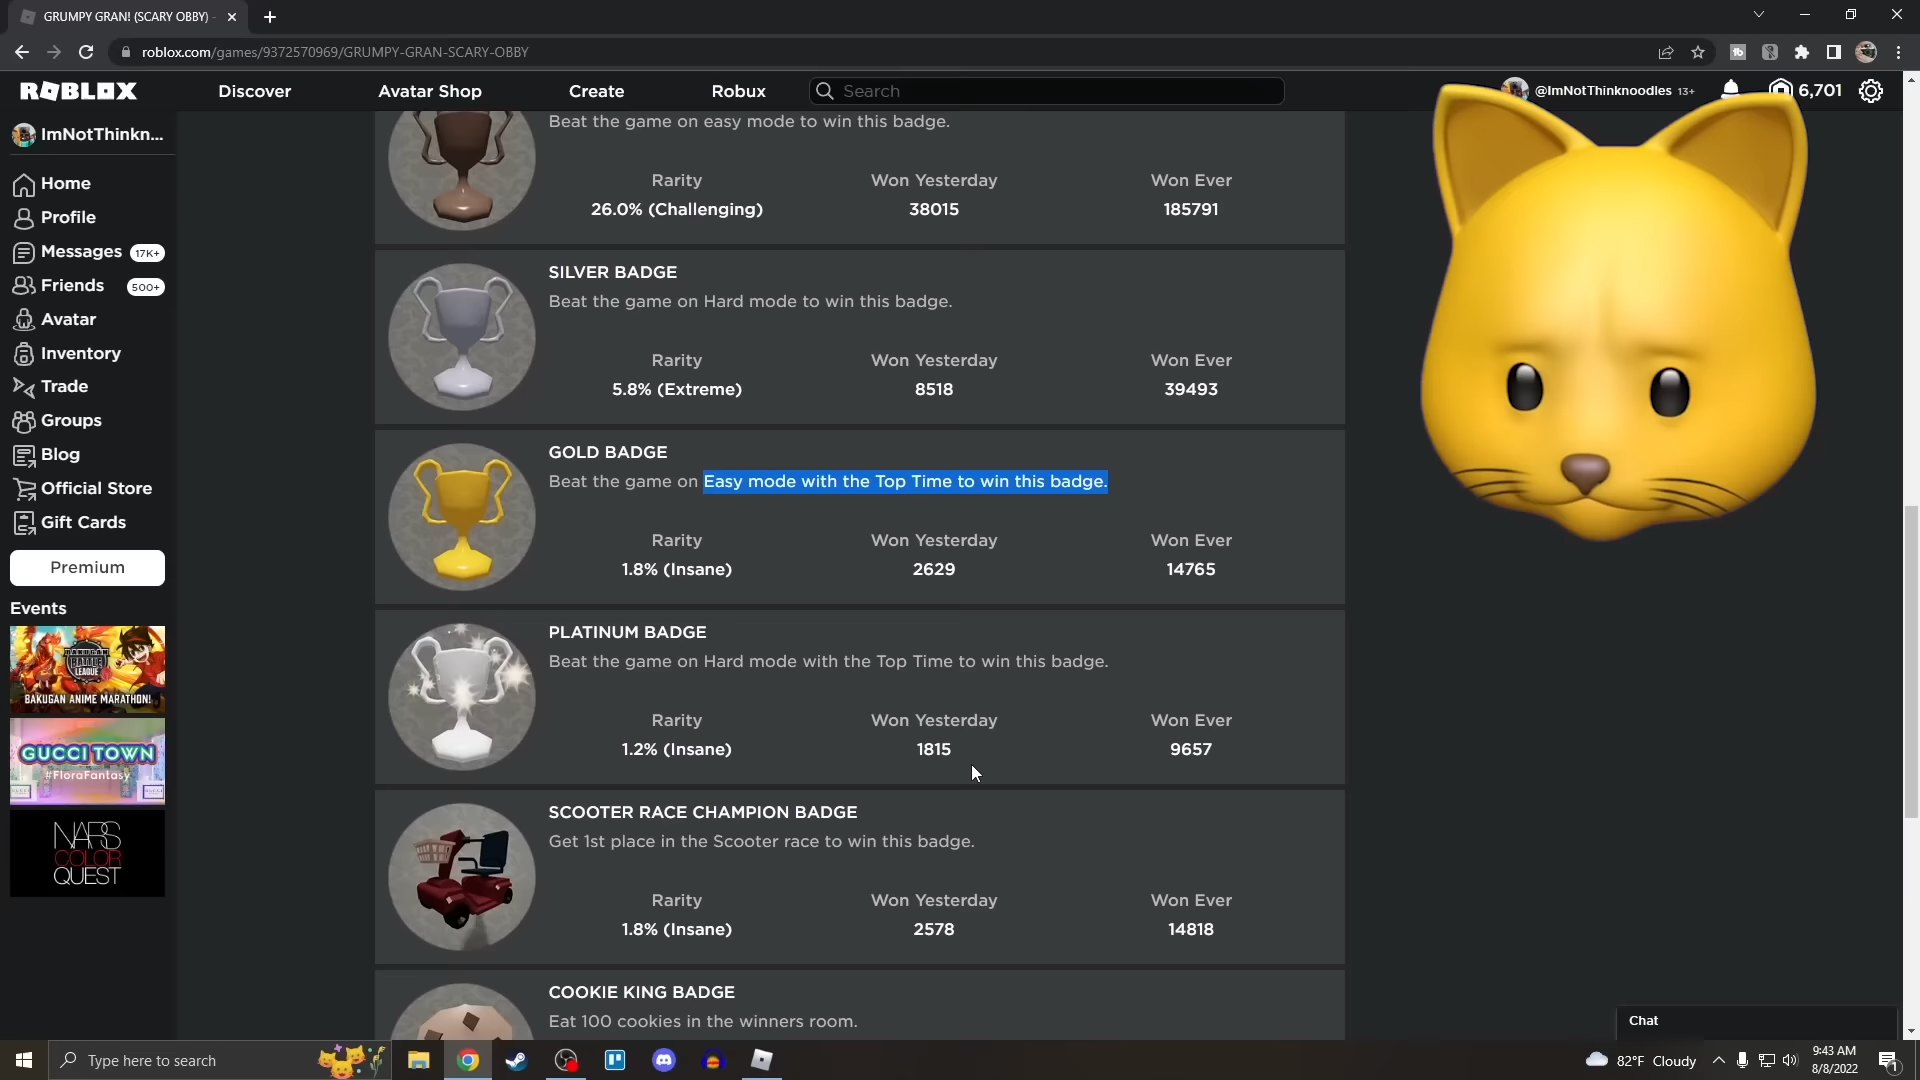 GRUMPY GRAN! (SCARY OBBY) -
roblox.com/games/9372570969/GRUMPY-GRAN-SCARY-OBBY
ROBLOX
Discover
Avatar Shop
Create
Robux
Search
@ImNotThinknoodles 13+
6,701
ImNotThinkn...
Home
Profile
Messages 17K+
Friends 500+
Avatar
Inventory
Trade
Groups
Blog
Official Store
Gift Cards
Premium
Events
BAKUGAN
BATTLE
LEAGUE
BAKUGAN ANIME MARATHON!
GUCCI TOWN
#FloraFantasy
NARS
COLOR
QUEST
Beat the game on easy mode to win this badge.
Rarity Won Yesterday Won Ever
26.0% (Challenging) 38015 185791
SILVER BADGE
Beat the game on Hard mode to win this badge.
Rarity Won Yesterday Won Ever
5.8% (Extreme) 8518 39493
GOLD BADGE
Beat the game on Easy mode with the Top Time to win this badge.
Rarity Won Yesterday Won Ever
1.8% (Insane) 2629 14765
PLATINUM BADGE
Beat the game on Hard mode with the Top Time to win this badge.
Rarity Won Yesterday Won Ever
1.2% (Insane) 1815 9657
SCOOTER RACE CHAMPION BADGE
Get 1st place in the Scooter race to win this badge.
Rarity Won Yesterday Won Ever
1.8% (Insane) 2578 14818
COOKIE KING BADGE
Eat 100 cookies in the winners room.
Chat
Type here to search
82°F Cloudy
9:43 AM
8/8/2022
1